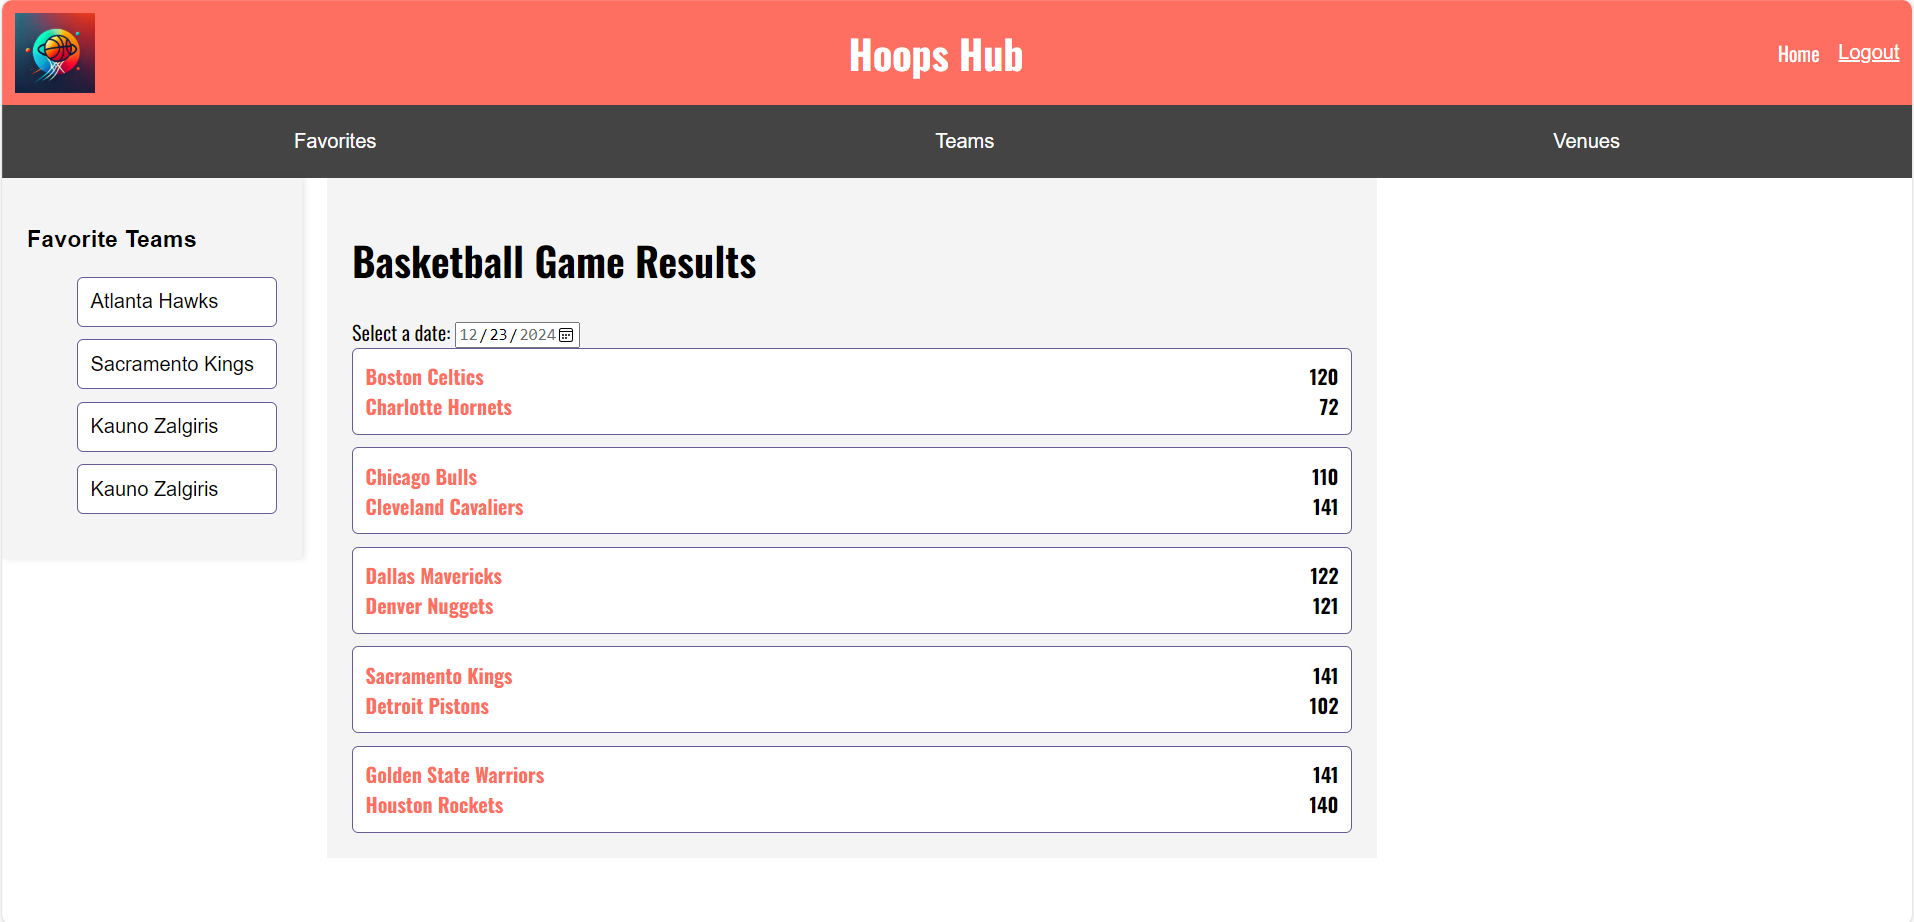 Hoops Hub
Home Logout
Favorites Teams Venues
Favorite Teams
Atlanta Hawks
Sacramento Kings
Kauno Zalgiris
Kauno Zalgiris
Basketball Game Results
Select a date: 12/23/2024
Boston Celtics 120
Charlotte Hornets 72
Chicago Bulls 110
Cleveland Cavaliers 141
Dallas Mavericks 122
Denver Nuggets 121
Sacramento Kings 141
Detroit Pistons 102
Golden State Warriors 141
Houston Rockets 140